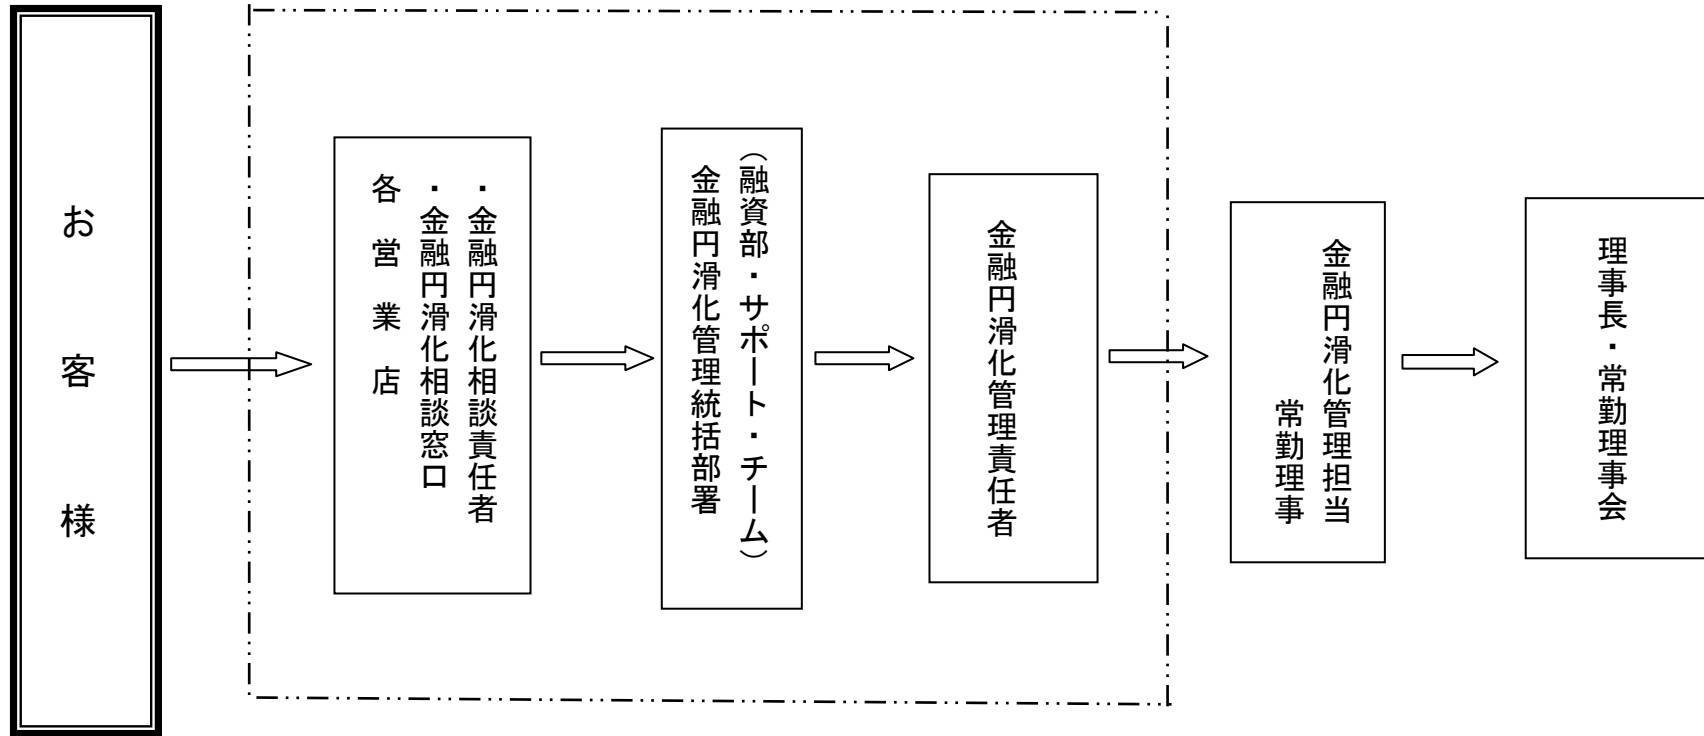 お客様
各営業店
・金融円滑化相談窓口
・金融円滑化相談責任者
金融円滑化管理統括部署
（融資部・サポート・チーム）
金融円滑化管理責任者
金融円滑化管理担当
常勤理事
理事長・常勤理事会